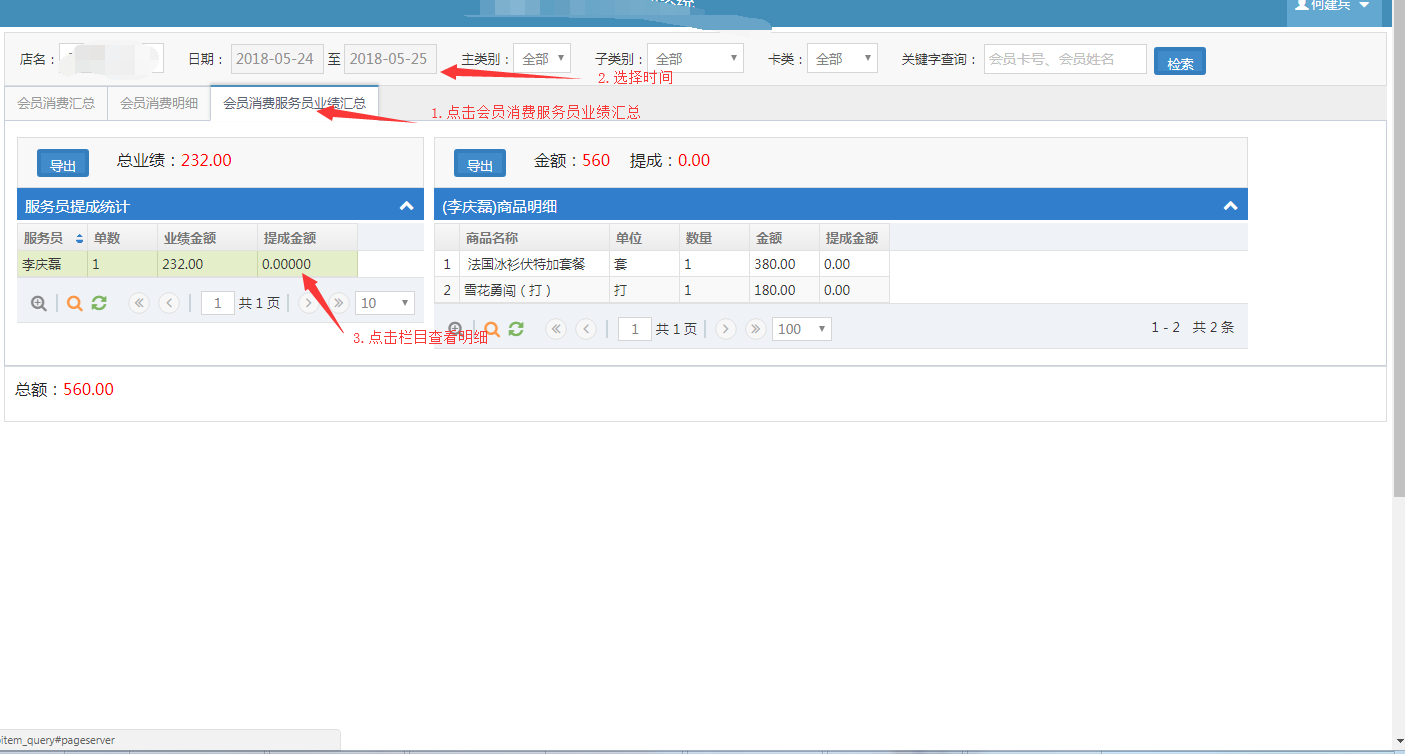 系统
何建兵
店名： 日期： 2018-05-24 至 2018-05-25 主类别： 全部 子类别： 全部 卡类： 全部 关键字查询： 会员卡号、会员姓名 检索
2. 选择时间
会员消费汇总 会员消费明细 会员消费服务员业绩汇总
1. 点击会员消费服务员业绩汇总
导出 总业绩：232.00
服务员提成统计
服务员 单数 业绩金额 提成金额
李庆磊 1 232.00 0.00000
1 共 1 页 10
3. 点击栏目查看明细
导出 金额：560 提成：0.00
(李庆磊)商品明细
商品名称 单位 数量 金额 提成金额
1 法国冰衫伏特加套餐 套 1 380.00 0.00
2 雪花勇闯（打） 打 1 180.00 0.00
1 共 1 页 100 1 - 2 共 2 条
总额：560.00
item_query#pageserver